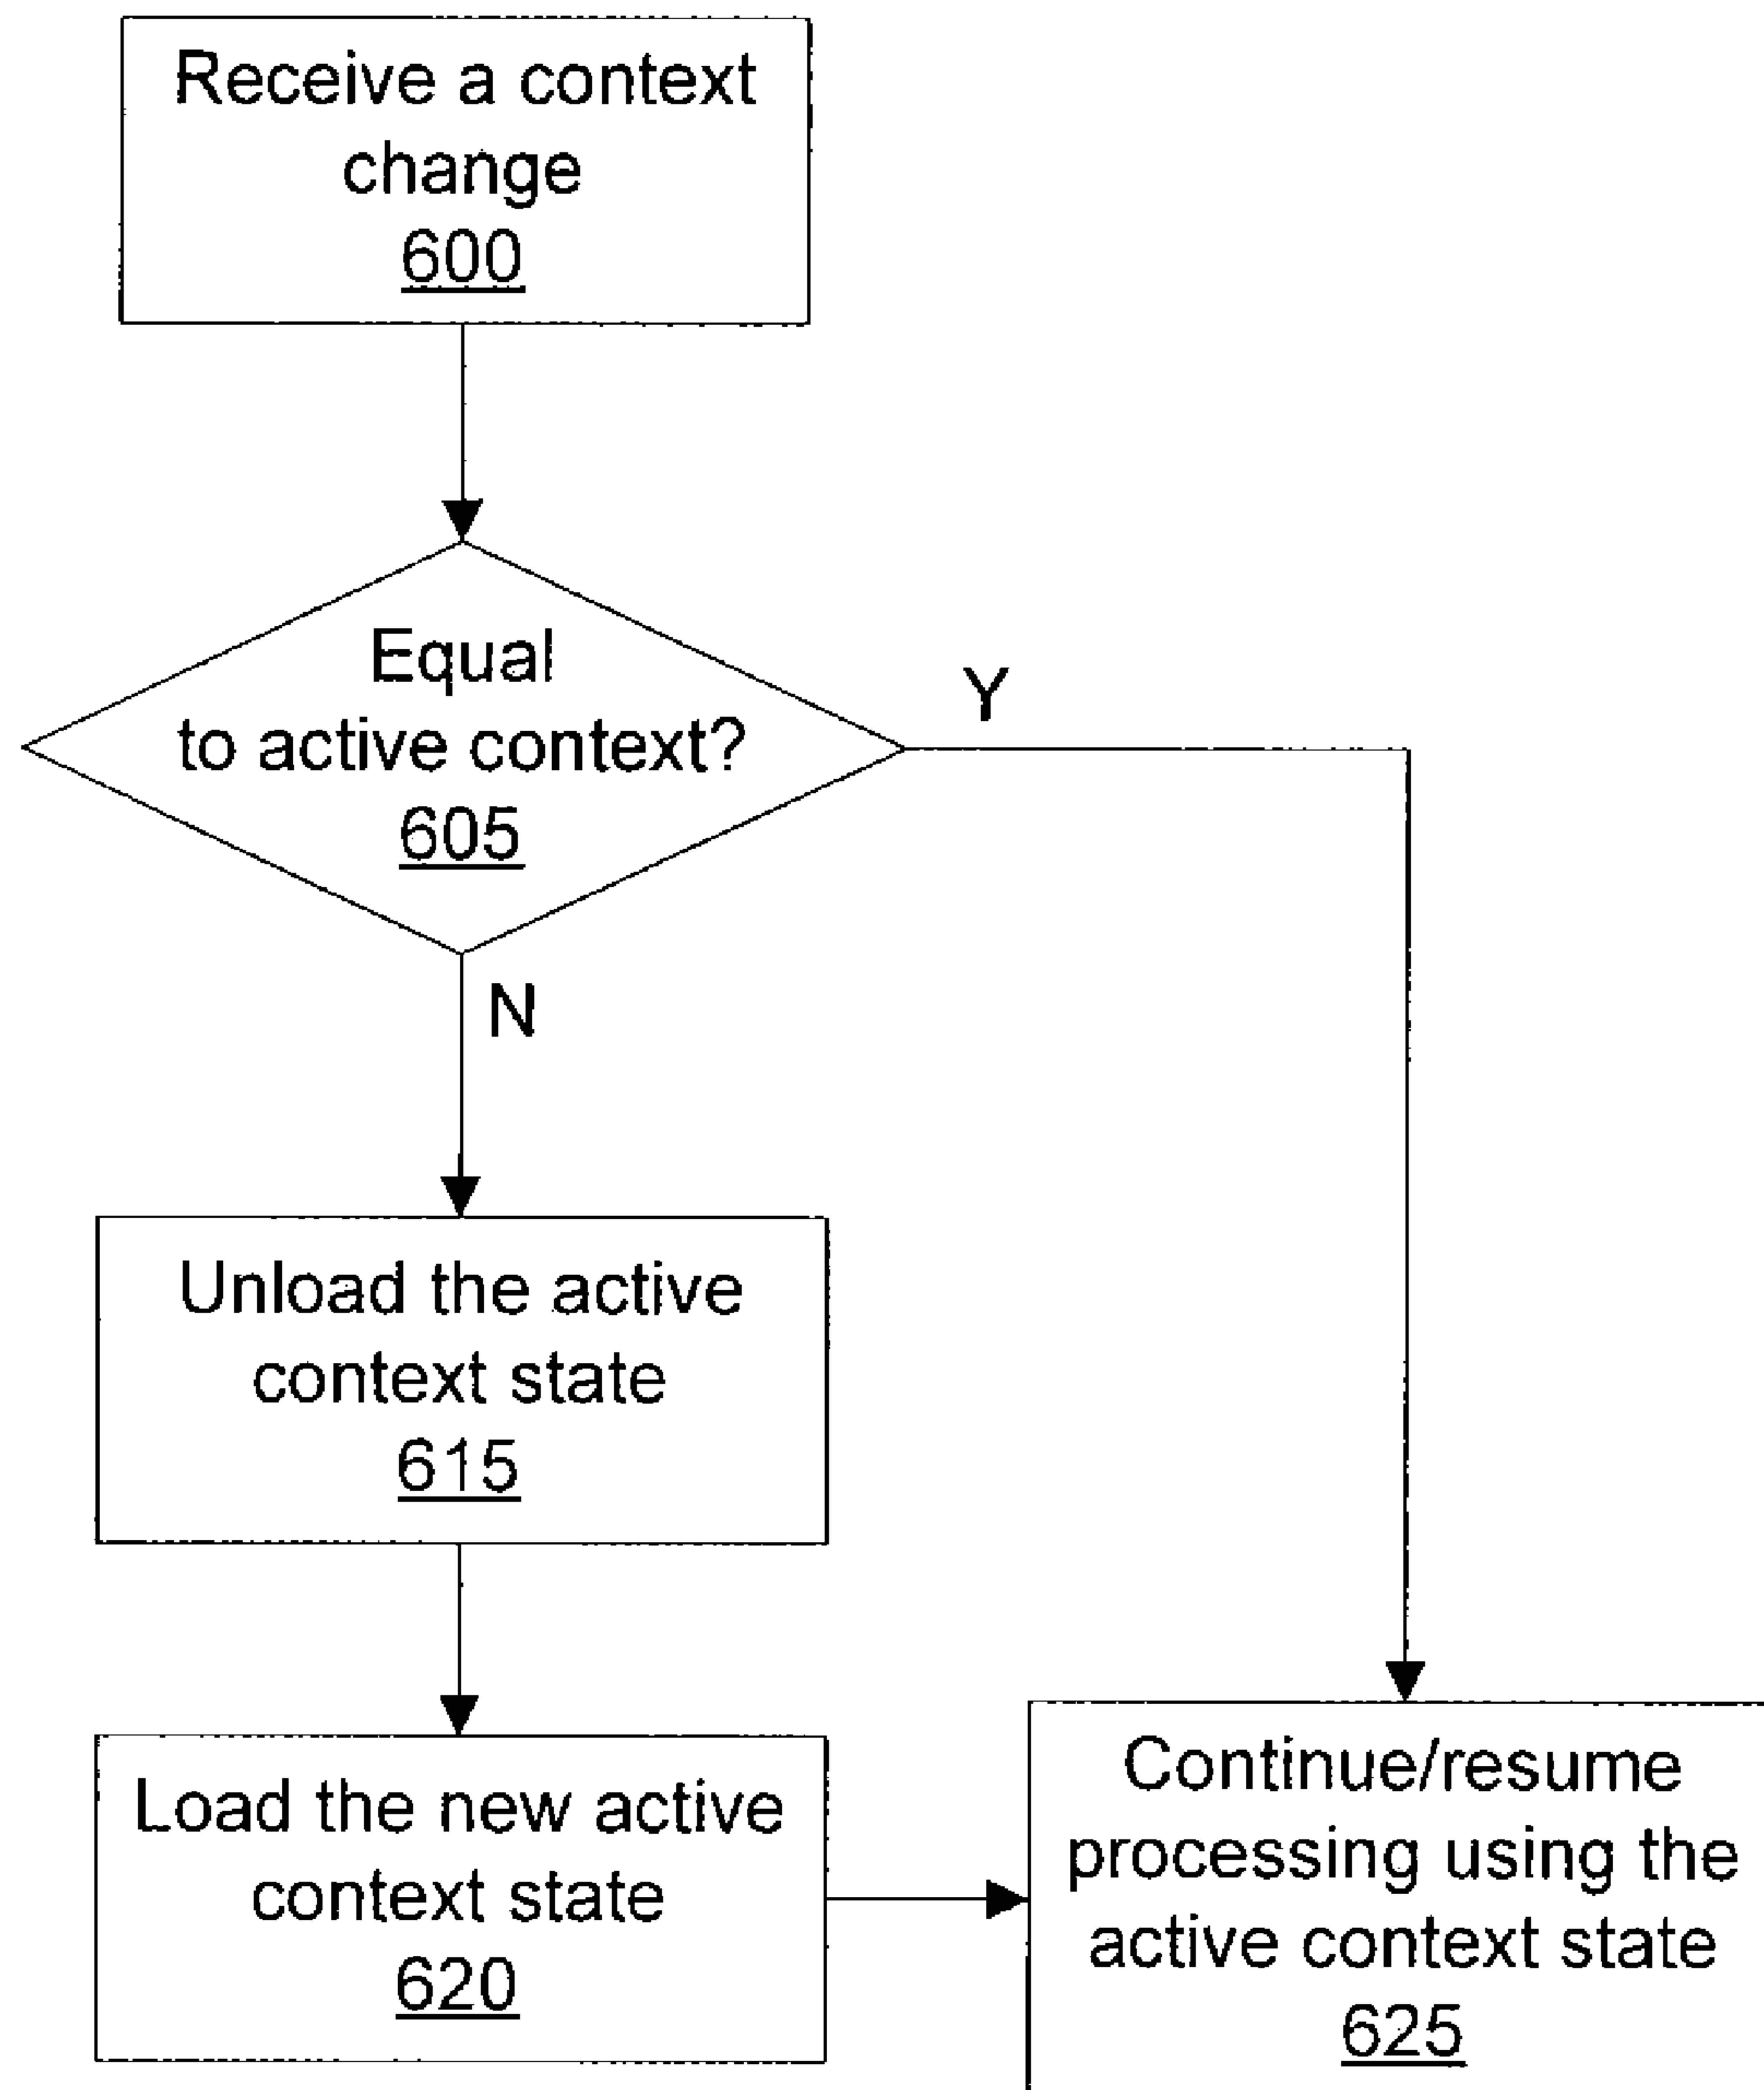 Receive a context
change
600
Equal
to active context?
605
Y
N
Unload the active
context state
615
Load the new active
context state
620
Continue/resume
processing using the
active context state
625